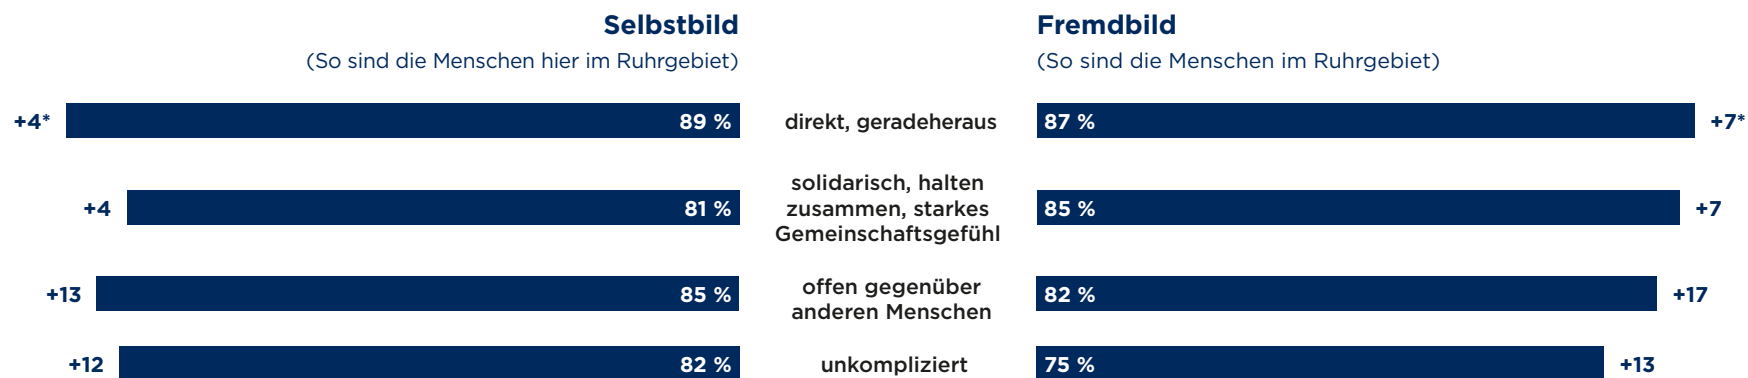 Selbstbild
(So sind die Menschen hier im Ruhrgebiet)
Fremdbild
(So sind die Menschen im Ruhrgebiet)
+4* 89 % direkt, geradeheraus 87 % +7*
+4 81 % solidarisch, halten
zusammen, starkes
Gemeinschaftsgefühl 85 % +7
+13 85 % offen gegenüber
anderen Menschen 82 % +17
+12 82 % unkompliziert 75 % +13